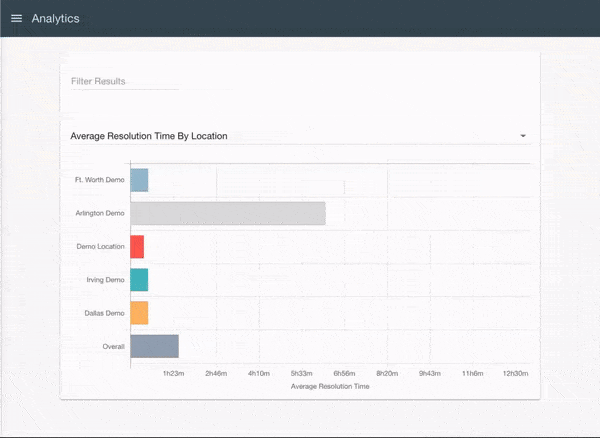 Analytics
Filter Results
Average Resolution Time By Location
Ft. Worth Demo
Arlington Demo
Demo Location
Irving Demo
Dallas Demo
Overall
1h23m 2h46m 4h10m 5h33m 6h56m 8h20m 9h43m 11h6m 12h30m
Average Resolution Time